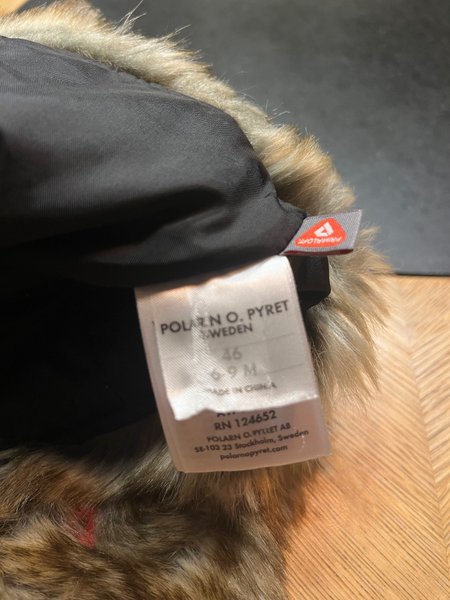 PRIMALOFT
POLARN O. PYRET
SWEDEN
46
6-9 M
MADE IN CHINA
RN 124652
POLARN O. PYRET AB
SE-103 23 Stockholm, Sweden
polarnopyret.com